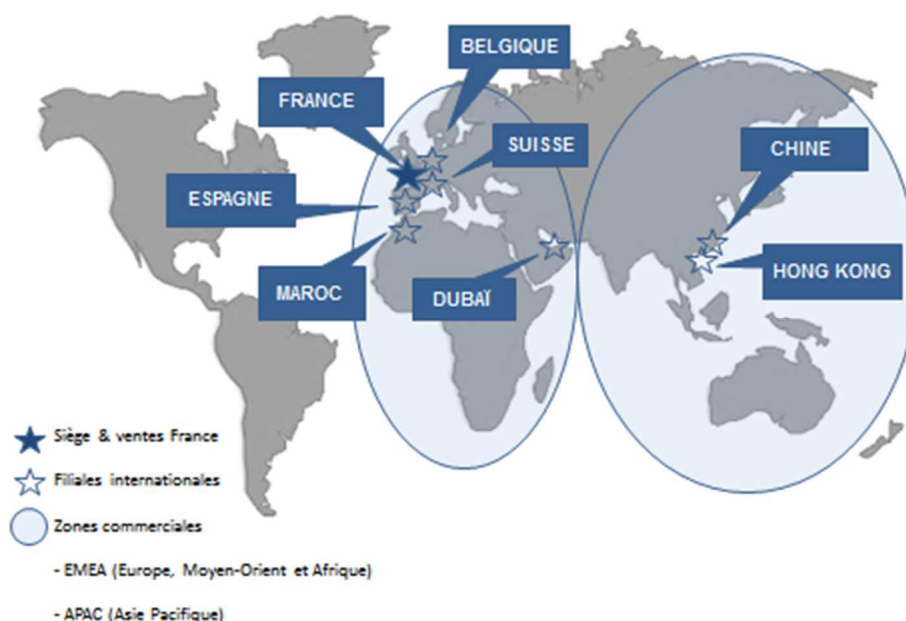 BELGIQUE
FRANCE
SUISSE
CHINE
ESPAGNE
MAROC
DUBAÏ
HONG KONG
Siège & ventes France
Filiales internationales
Zones commerciales
- EMEA (Europe, Moyen-Orient et Afrique)
- APAC (Asie Pacifique)